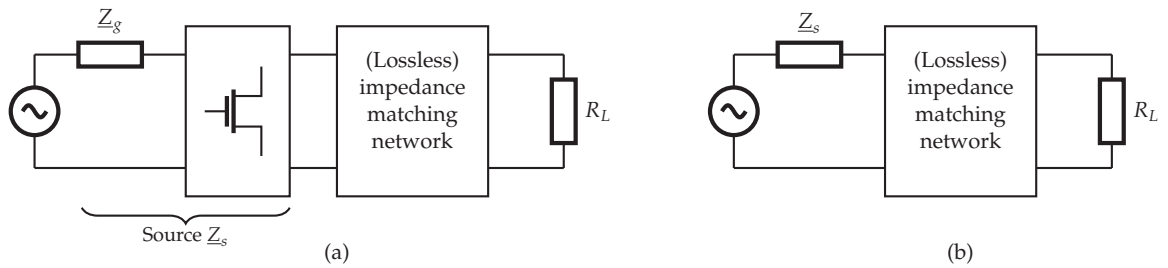 Z_g
(Lossless)
impedance
matching
network
R_L
Source Z_s
(a)
Z_s
(Lossless)
impedance
matching
network
R_L
(b)